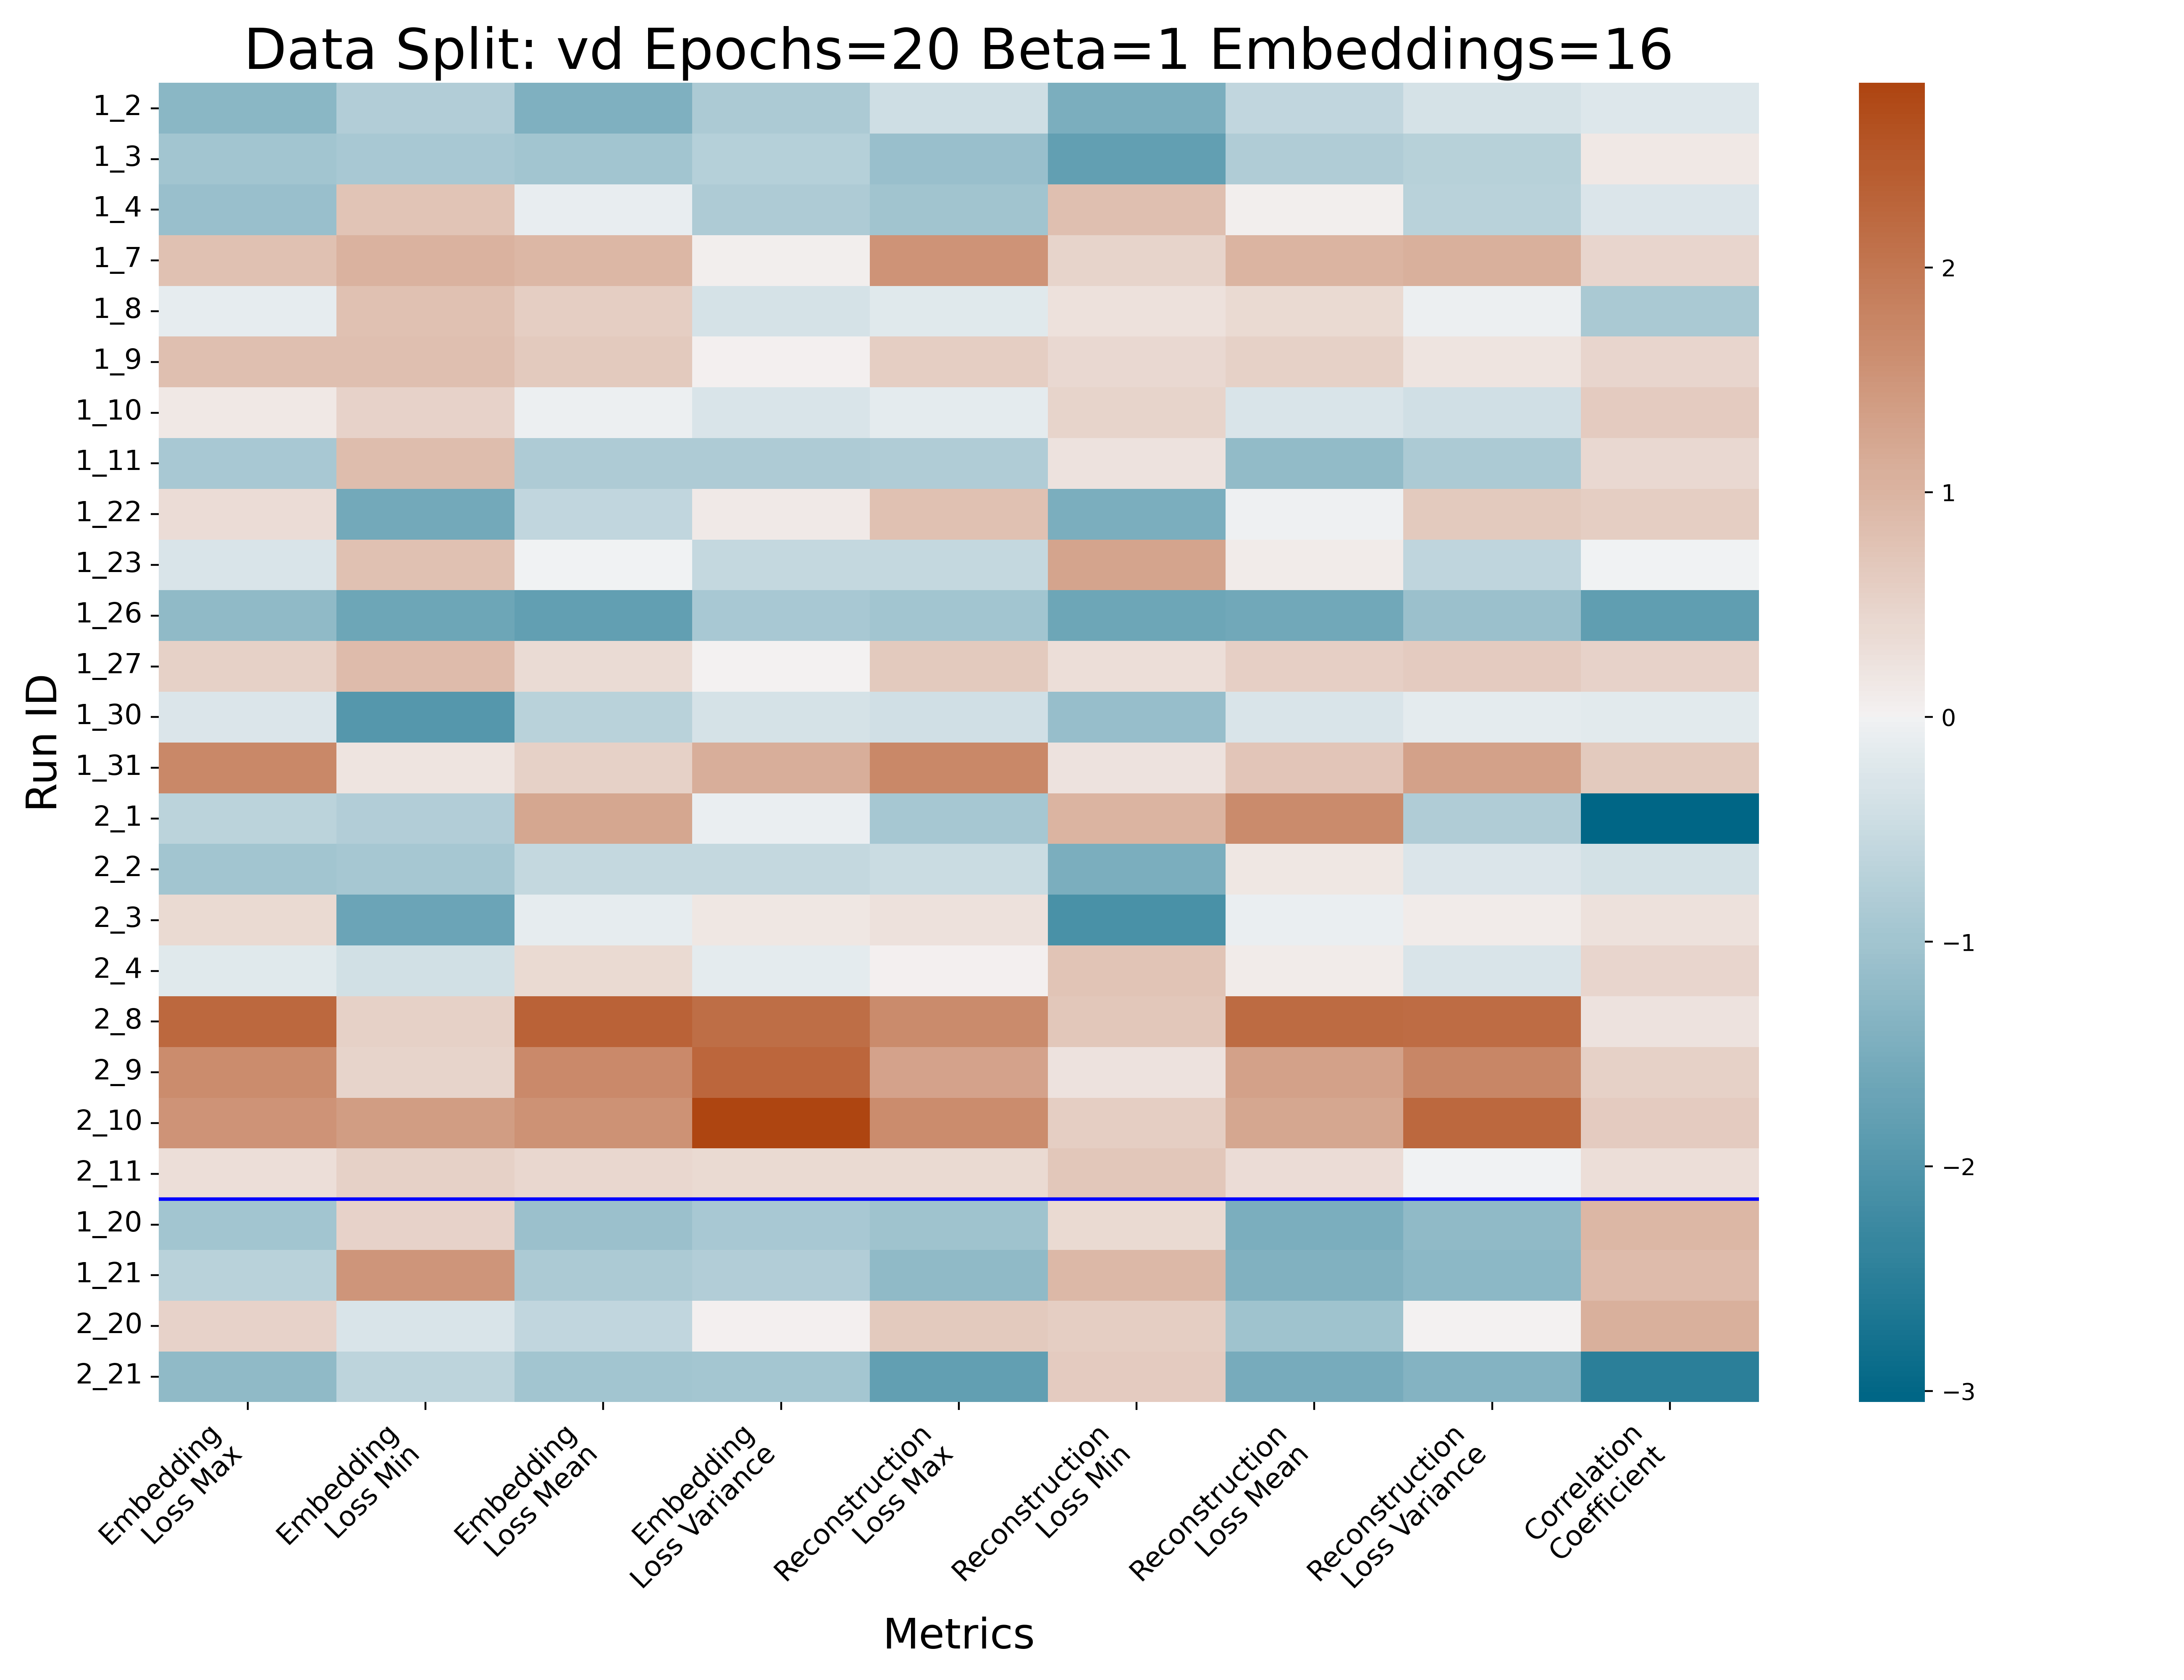 Data Split: vd Epochs=20 Beta=1 Embeddings=16
Run ID
1_2
1_3
1_4
1_7
1_8
1_9
1_10
1_11
1_22
1_23
1_26
1_27
1_30
1_31
2_1
2_2
2_3
2_4
2_8
2_9
2_10
2_11
1_20
1_21
2_20
2_21
Embedding
Loss Max
Embedding
Loss Min
Embedding
Loss Mean
Embedding
Loss Variance
Reconstruction
Loss Max
Reconstruction
Loss Min
Reconstruction
Loss Mean
Reconstruction
Loss Variance
Correlation
Coefficient
Metrics
2
1
0
−1
−2
−3